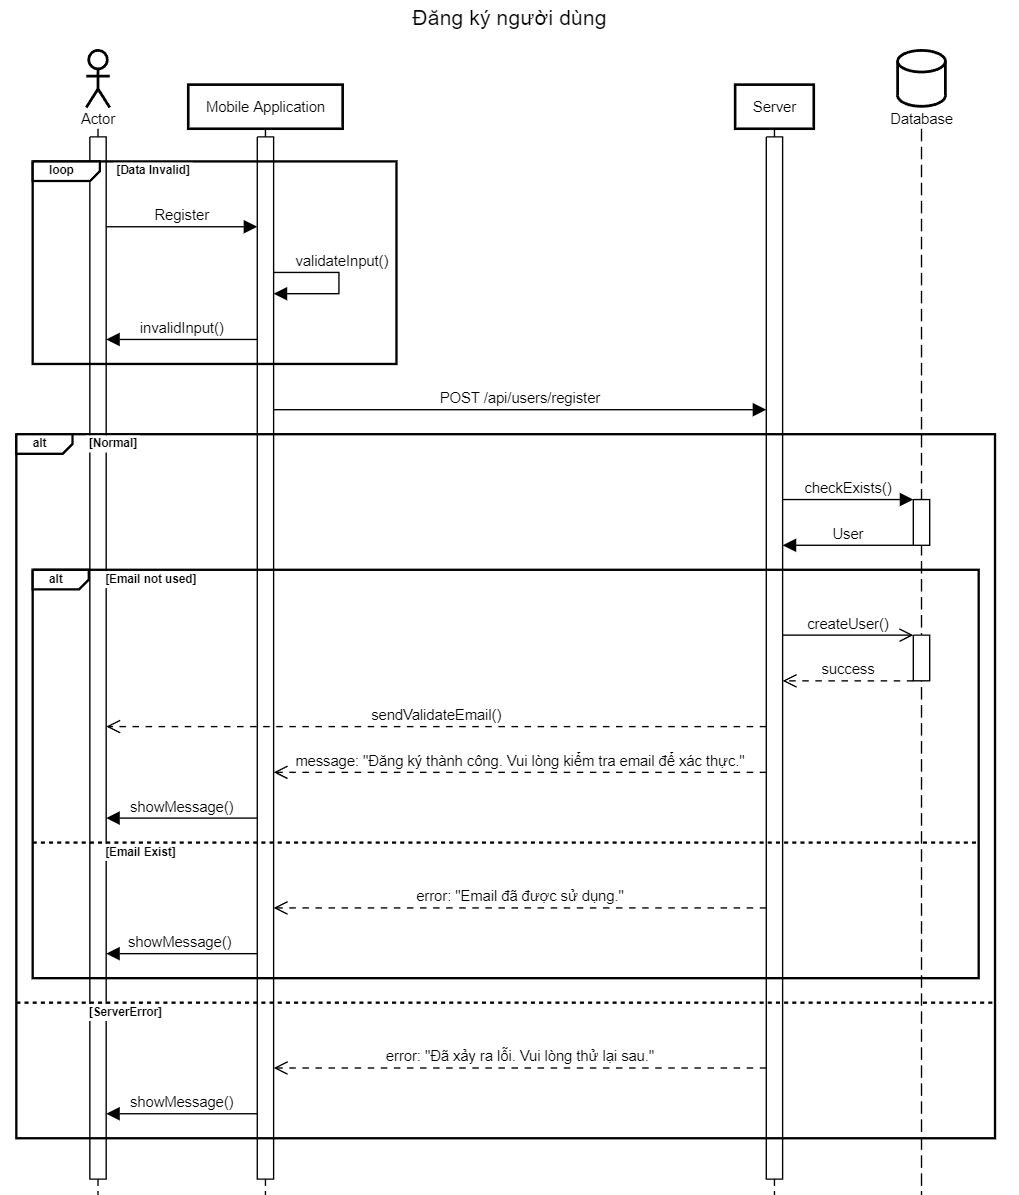 Đăng ký người dùng
Actor
Mobile Application
Server
Database
loop
[Data Invalid]
Register
validateInput()
invalidInput()
POST /api/users/register
alt
[Normal]
checkExists()
User
alt
[Email not used]
createUser()
success
sendValidateEmail()
message: "Đăng ký thành công. Vui lòng kiểm tra email để xác thực."
showMessage()
[Email Exist]
error: "Email đã được sử dụng."
showMessage()
[ServerError]
error: "Đã xảy ra lỗi. Vui lòng thử lại sau."
showMessage()